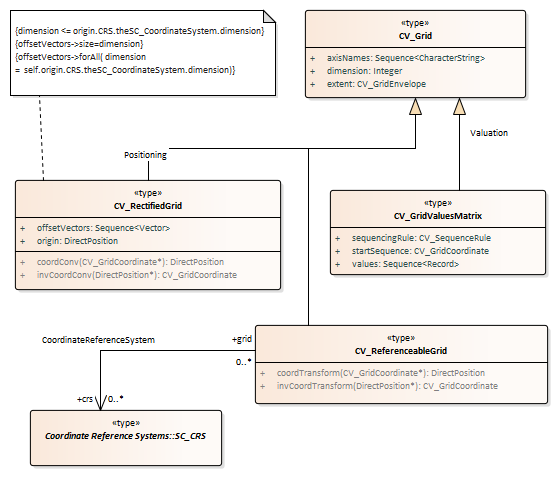 {dimension <= origin.CRS.theSC_CoordinateSystem.dimension}
{offsetVectors->size=dimension}
{offsetVectors->forAll( dimension
= self.origin.CRS.theSC_CoordinateSystem.dimension)}
«type»
CV_Grid
+ axisNames: Sequence<CharacterString>
+ dimension: Integer
+ extent: CV_GridEnvelope
Valuation
Positioning
«type»
CV_RectifiedGrid
+ offsetVectors: Sequence<Vector>
+ origin: DirectPosition
+ coordConv(CV_GridCoordinate*): DirectPosition
+ invCoordConv(DirectPosition*): CV_GridCoordinate
«type»
CV_GridValuesMatrix
+ sequencingRule: CV_SequenceRule
+ startSequence: CV_GridCoordinate
+ values: Sequence<Record>
CoordinateReferenceSystem
+grid
0..*
«type»
CV_ReferenceableGrid
+ coordTransform(CV_GridCoordinate*): DirectPosition
+ invCoordTransform(DirectPosition*): CV_GridCoordinate
+crs
0..*
«type»
Coordinate Reference Systems::SC_CRS